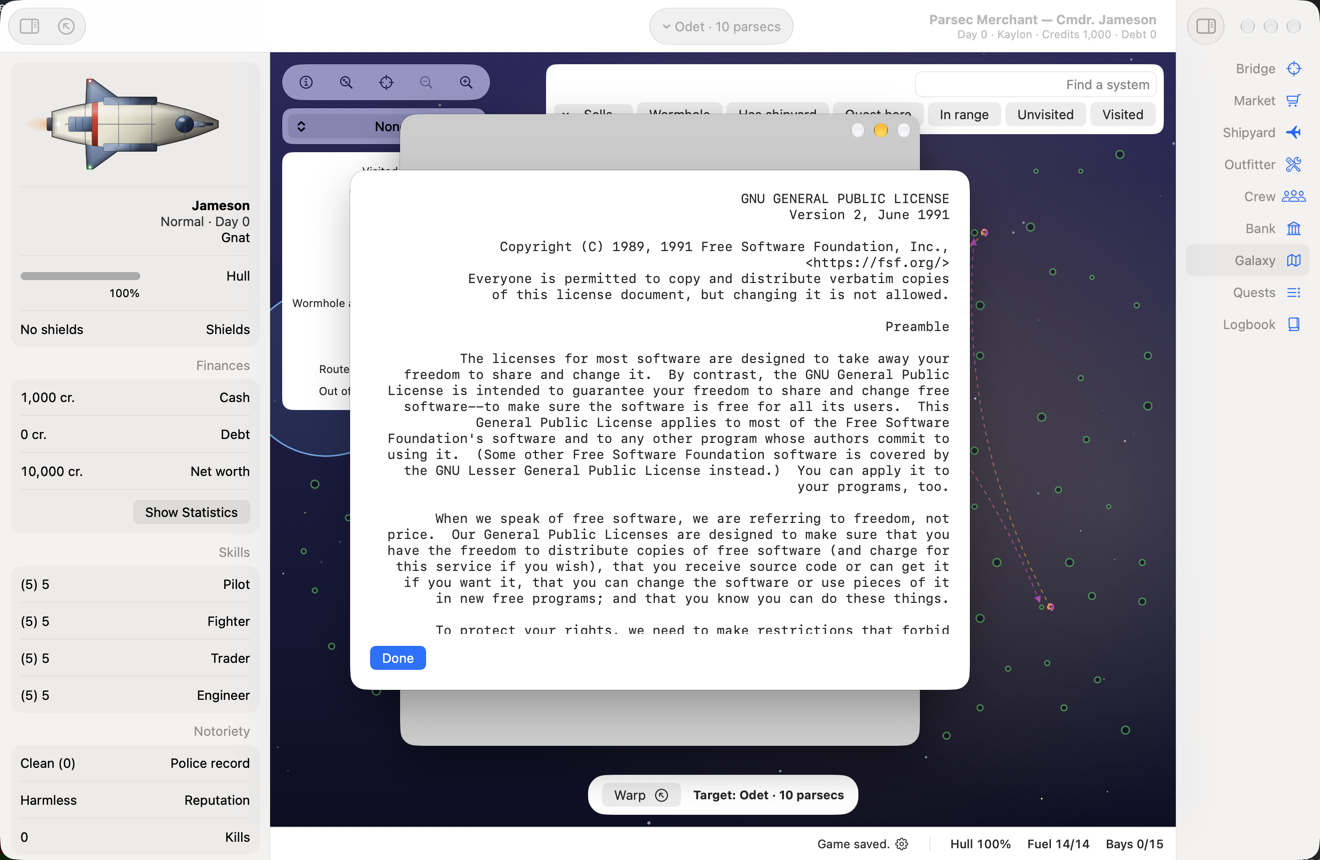 Odet · 10 parsecs
Parsec Merchant — Cmdr. Jameson
Day 0 · Kaylon · Credits 1,000 · Debt 0
Jameson
Normal · Day 0
Gnat
Hull
100%
No shields Shields
Finances
1,000 cr. Cash
0 cr. Debt
10,000 cr. Net worth
Show Statistics
Skills
(5) 5 Pilot
(5) 5 Fighter
(5) 5 Trader
(5) 5 Engineer
Notoriety
Clean (0) Police record
Harmless Reputation
0 Kills
Find a system
Sells Wormhole Has shipyard Quest here In range Unvisited Visited
None
Visited
Wormhole
Route
Out of
GNU GENERAL PUBLIC LICENSE
Version 2, June 1991
Copyright (C) 1989, 1991 Free Software Foundation, Inc.,
<https://fsf.org/>
Everyone is permitted to copy and distribute verbatim copies
of this license document, but changing it is not allowed.
Preamble
The licenses for most software are designed to take away your
freedom to share and change it. By contrast, the GNU General Public
License is intended to guarantee your freedom to share and change free
software--to make sure the software is free for all its users. This
General Public License applies to most of the Free Software
Foundation's software and to any other program whose authors commit to
using it. (Some other Free Software Foundation software is covered by
the GNU Lesser General Public License instead.) You can apply it to
your programs, too.
When we speak of free software, we are referring to freedom, not
price. Our General Public Licenses are designed to make sure that you
have the freedom to distribute copies of free software (and charge for
this service if you wish), that you receive source code or can get it
if you want it, that you can change the software or use pieces of it
in new free programs; and that you know you can do these things.
To protect your rights, we need to make restrictions that forbid
Done
Warp
Target: Odet · 10 parsecs
Game saved. Hull 100% Fuel 14/14 Bays 0/15
Bridge
Market
Shipyard
Outfitter
Crew
Bank
Galaxy
Quests
Logbook